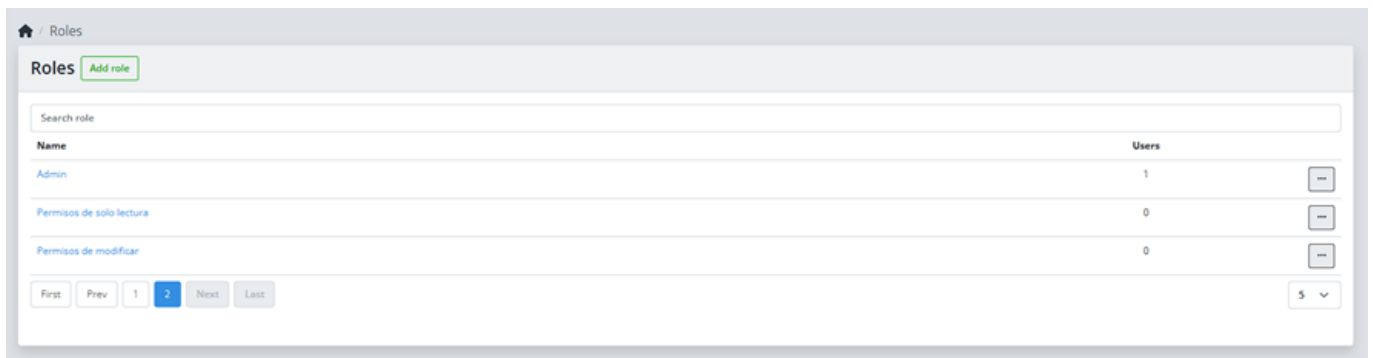 / Roles
Roles Add role
Search role
Name Users
Admin 1 ...
Permisos de solo lectura 0 ...
Permisos de modificar 0 ...
First Prev 1 2 Next Last 5